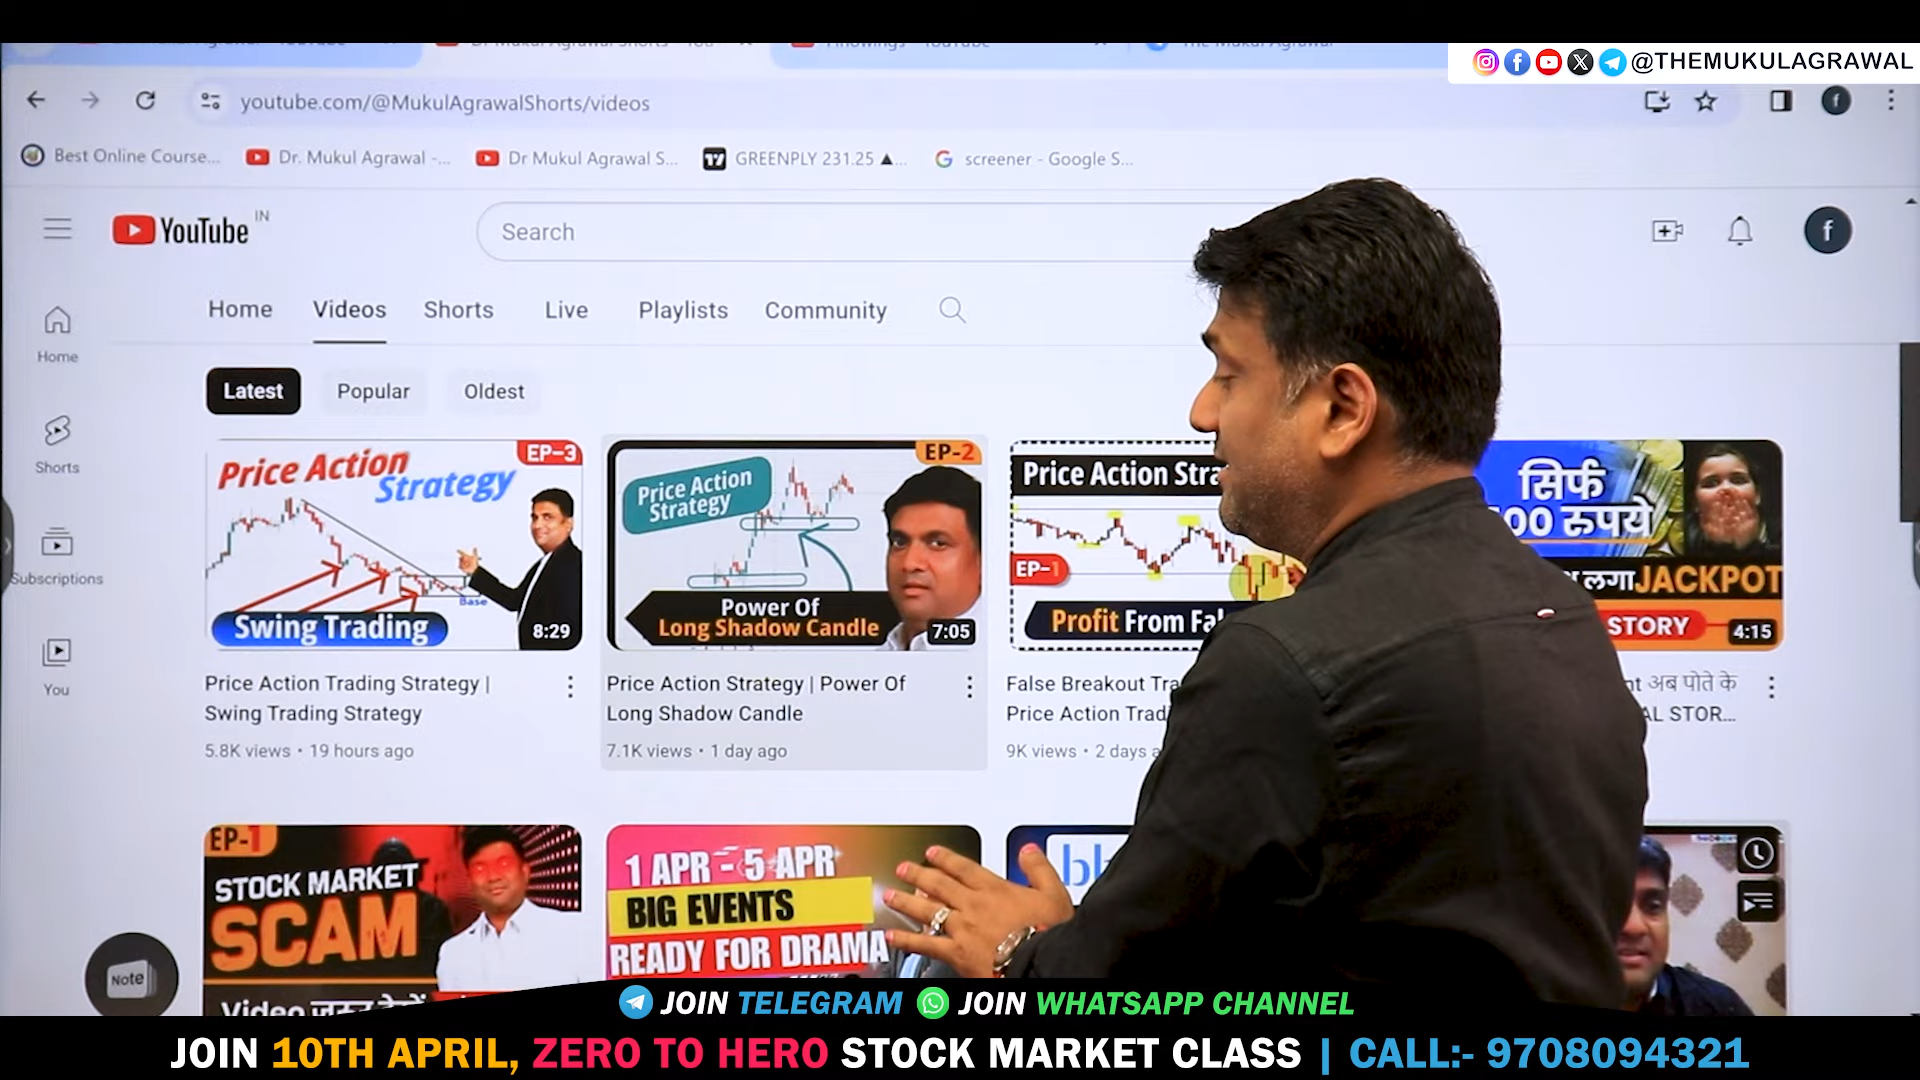 @THEMUKULAGRAWAL
youtube.com/@MukulAgrawalShorts/videos
Best Online Course...
Dr. Mukul Agrawal -...
Dr Mukul Agrawal S...
GREENPLY 231.25 ▲...
screener - Google S...
YouTube IN
Search
f
Home
Videos
Shorts
Live
Playlists
Community
Home
Shorts
Subscriptions
You
Latest
Popular
Oldest
Price Action
Strategy
EP-3
Base
Swing Trading
8:29
Price Action Trading Strategy |
Swing Trading Strategy
5.8K views • 19 hours ago
EP-2
Price Action
Strategy
Power Of
Long Shadow Candle
7:05
Price Action Strategy | Power Of
Long Shadow Candle
7.1K views • 1 day ago
Price Action Stra
EP-1
Profit From Fal
False Breakout Tra
Price Action Trad
9K views • 2 days a
सिर्फ
00 रुपये
लगा JACKPOT
STORY
4:15
अब पोते के
AL STOR...
EP-1
STOCK MARKET
SCAM
Video
1 APR - 5 APR
BIG EVENTS
READY FOR DRAMA
Note
JOIN TELEGRAM JOIN WHATSAPP CHANNEL
JOIN 10TH APRIL, ZERO TO HERO STOCK MARKET CLASS | CALL:- 9708094321